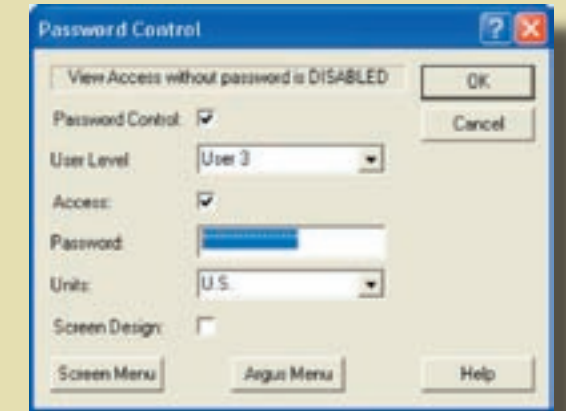 Password Control
View Access without password is DISABLED
OK
Password Control:
Cancel
User Level
User 3
Access:
Password
Units:
U.S.
Screen Design:
Screen Menu
Argus Menu
Help